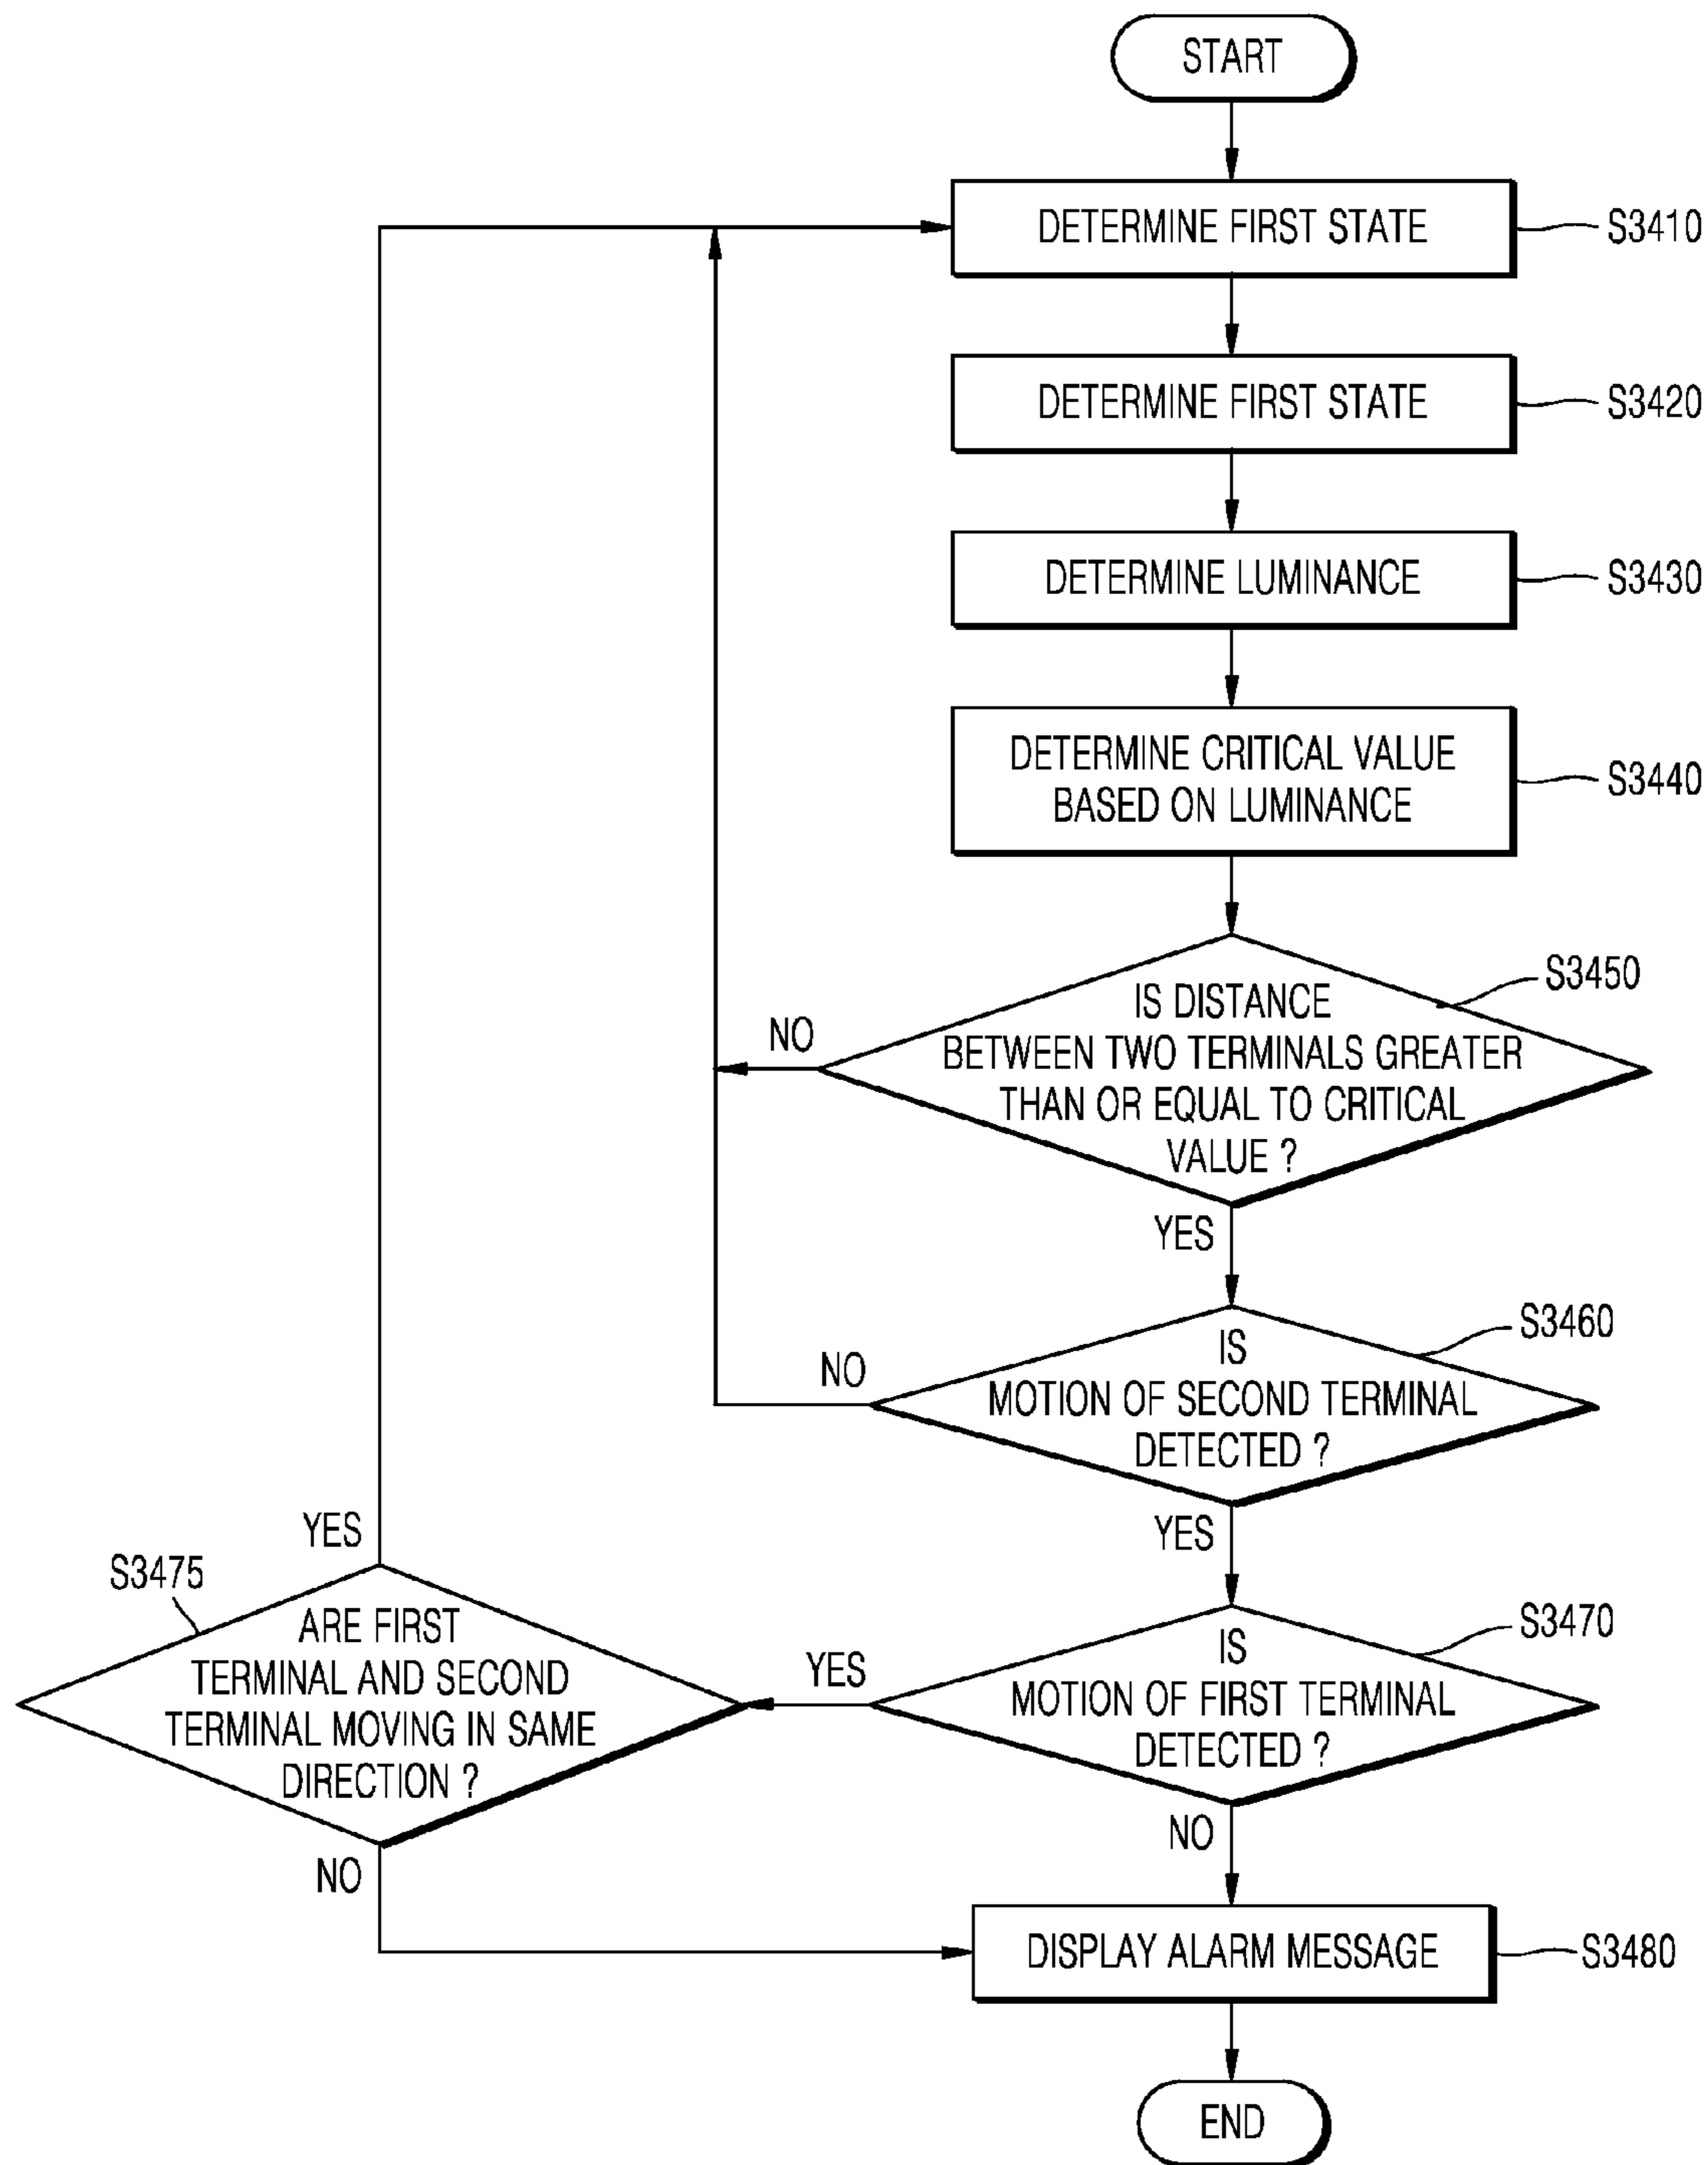 START
DETERMINE FIRST STATE
S3410
DETERMINE FIRST STATE
S3420
DETERMINE LUMINANCE
S3430
DETERMINE CRITICAL VALUE
BASED ON LUMINANCE
S3440
S3450
IS DISTANCE
BETWEEN TWO TERMINALS GREATER
THAN OR EQUAL TO CRITICAL
VALUE ?
NO
YES
S3460
IS
MOTION OF SECOND TERMINAL
DETECTED ?
NO
YES
S3470
IS
MOTION OF FIRST TERMINAL
DETECTED ?
YES
NO
S3475
ARE FIRST
TERMINAL AND SECOND
TERMINAL MOVING IN SAME
DIRECTION ?
YES
NO
DISPLAY ALARM MESSAGE
S3480
END